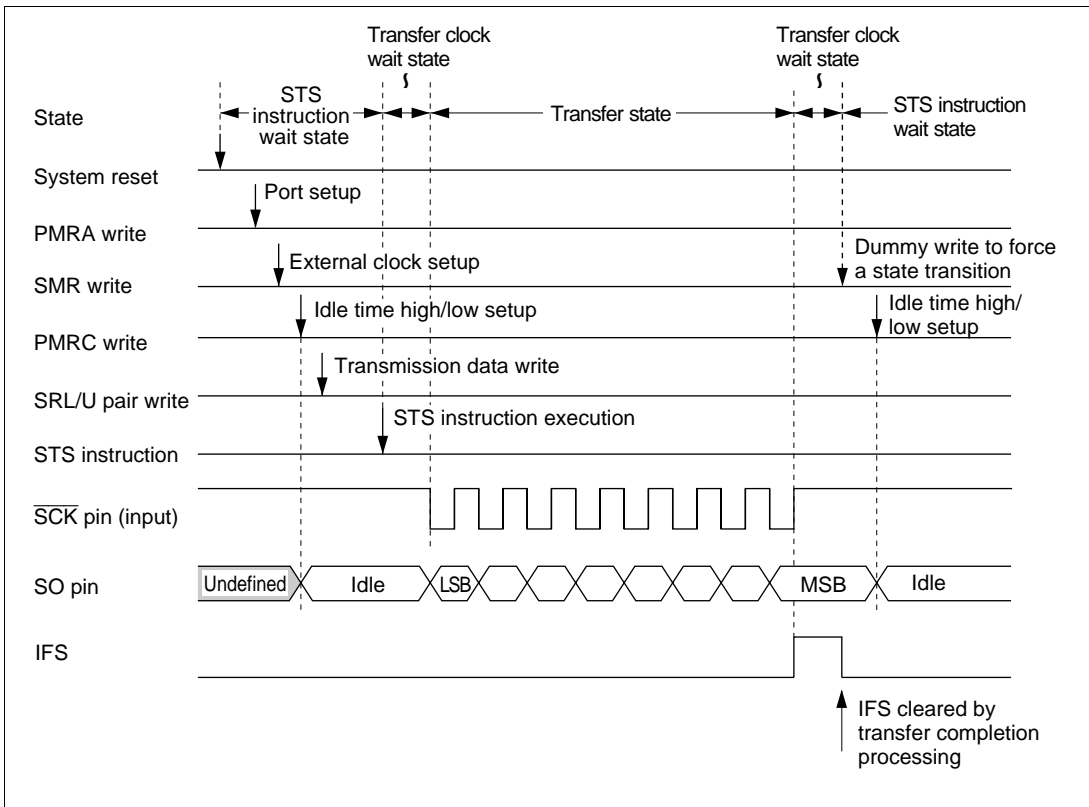 Transfer clock
wait state
Transfer clock
wait state
State
STS
instruction
wait state
Transfer state
STS instruction
wait state
System reset
Port setup
PMRA write
External clock setup
Dummy write to force
a state transition
SMR write
Idle time high/low setup
Idle time high/
low setup
PMRC write
Transmission data write
SRL/U pair write
STS instruction execution
STS instruction
SCK pin (input)
SO pin
Undefined
Idle
LSB
MSB
Idle
IFS
IFS cleared by
transfer completion
processing